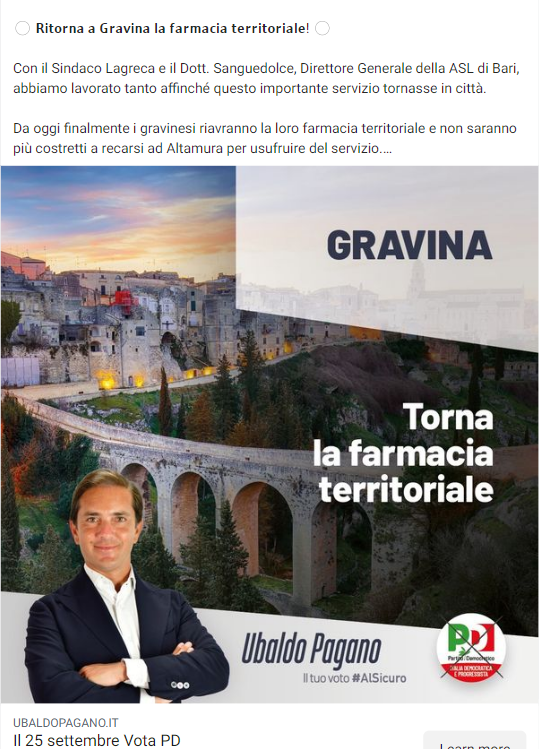 Ritorna a Gravina la farmacia territoriale!
Con il Sindaco Lagreca e il Dott. Sanguedolce, Direttore Generale della ASL di Bari,
abbiamo lavorato tanto affinché questo importante servizio tornasse in città.
Da oggi finalmente i gravinesi riavranno la loro farmacia territoriale e non saranno
più costretti a recarsi ad Altamura per usufruire del servizio....
GRAVINA
Torna
la farmacia
territoriale
Ubaldo Pagano
Il tuo voto #AlSicuro
PD
Partito Democratico
ITALIA DEMOCRATICA
E PROGRESSISTA
UBALDOPAGANO.IT
Il 25 settembre Vota PD
Learn more